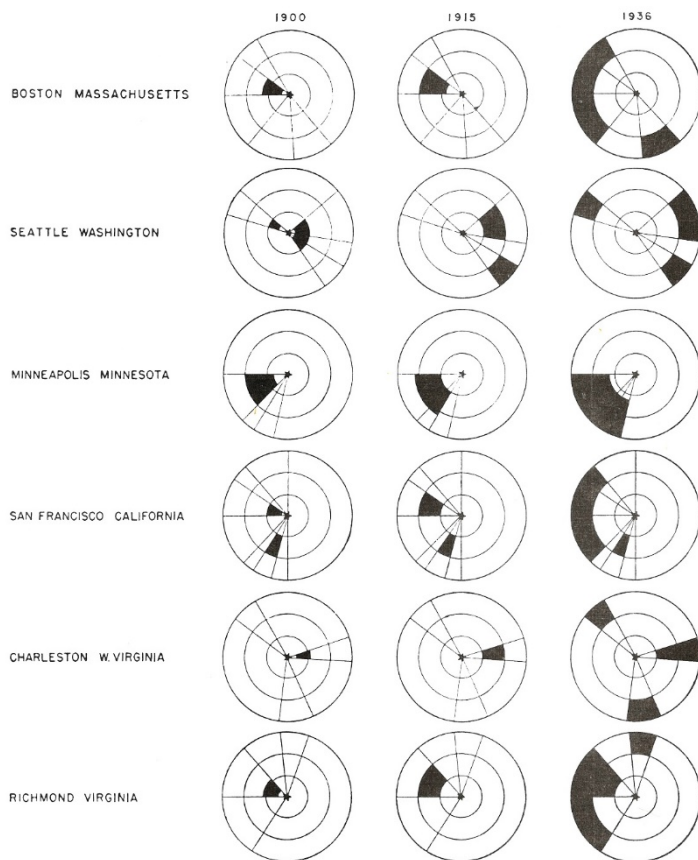 1900 1915 1936
BOSTON MASSACHUSETTS
SEATTLE WASHINGTON
MINNEAPOLIS MINNESOTA
SAN FRANCISCO CALIFORNIA
CHARLESTON W. VIRGINIA
RICHMOND VIRGINIA